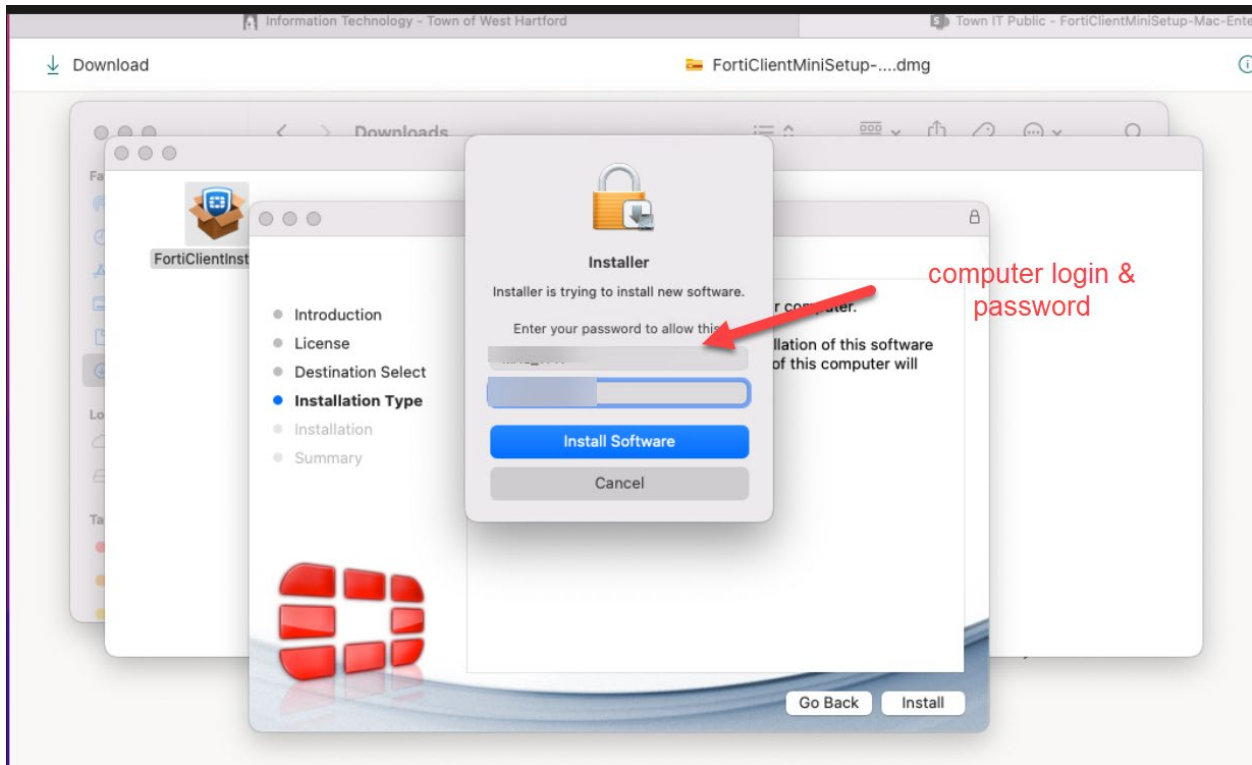 Information Technology - Town of West Hartford
Town IT Public - FortiClientMiniSetup-Mac-Ente
Download
FortiClientMiniSetup-....dmg
Downloads
Fa
FortiClientInst
Installer
Installer is trying to install new software.
Enter your password to allow this
computer login &
password
r computer.
llation of this software
of this computer will
Introduction
License
Destination Select
Installation Type
Installation
Summary
Lo
Ta
Install Software
Cancel
Go Back
Install